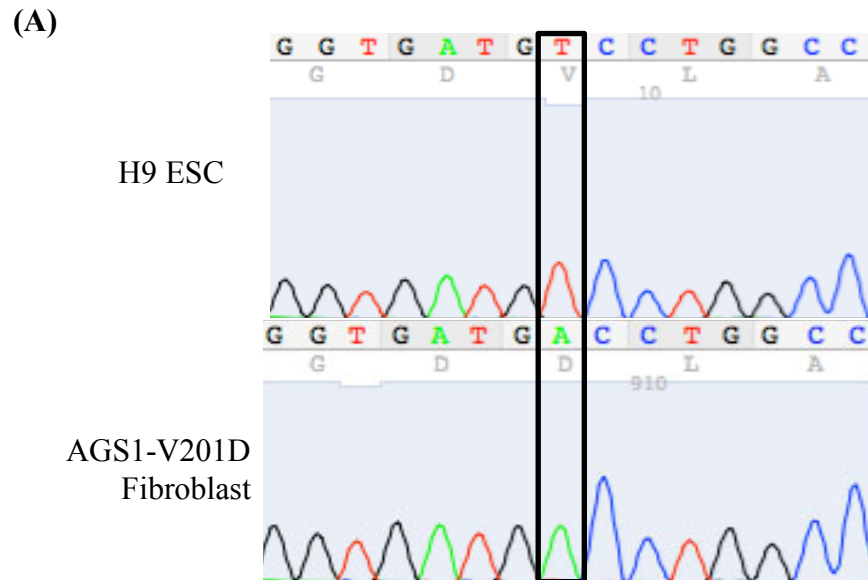 (A)
G G T G A T G T C C T G G C C
G D V L A
10
H9 ESC
G G T G A T G A C C T G G C C
G D D L A
910
AGS1-V201D
Fibroblast